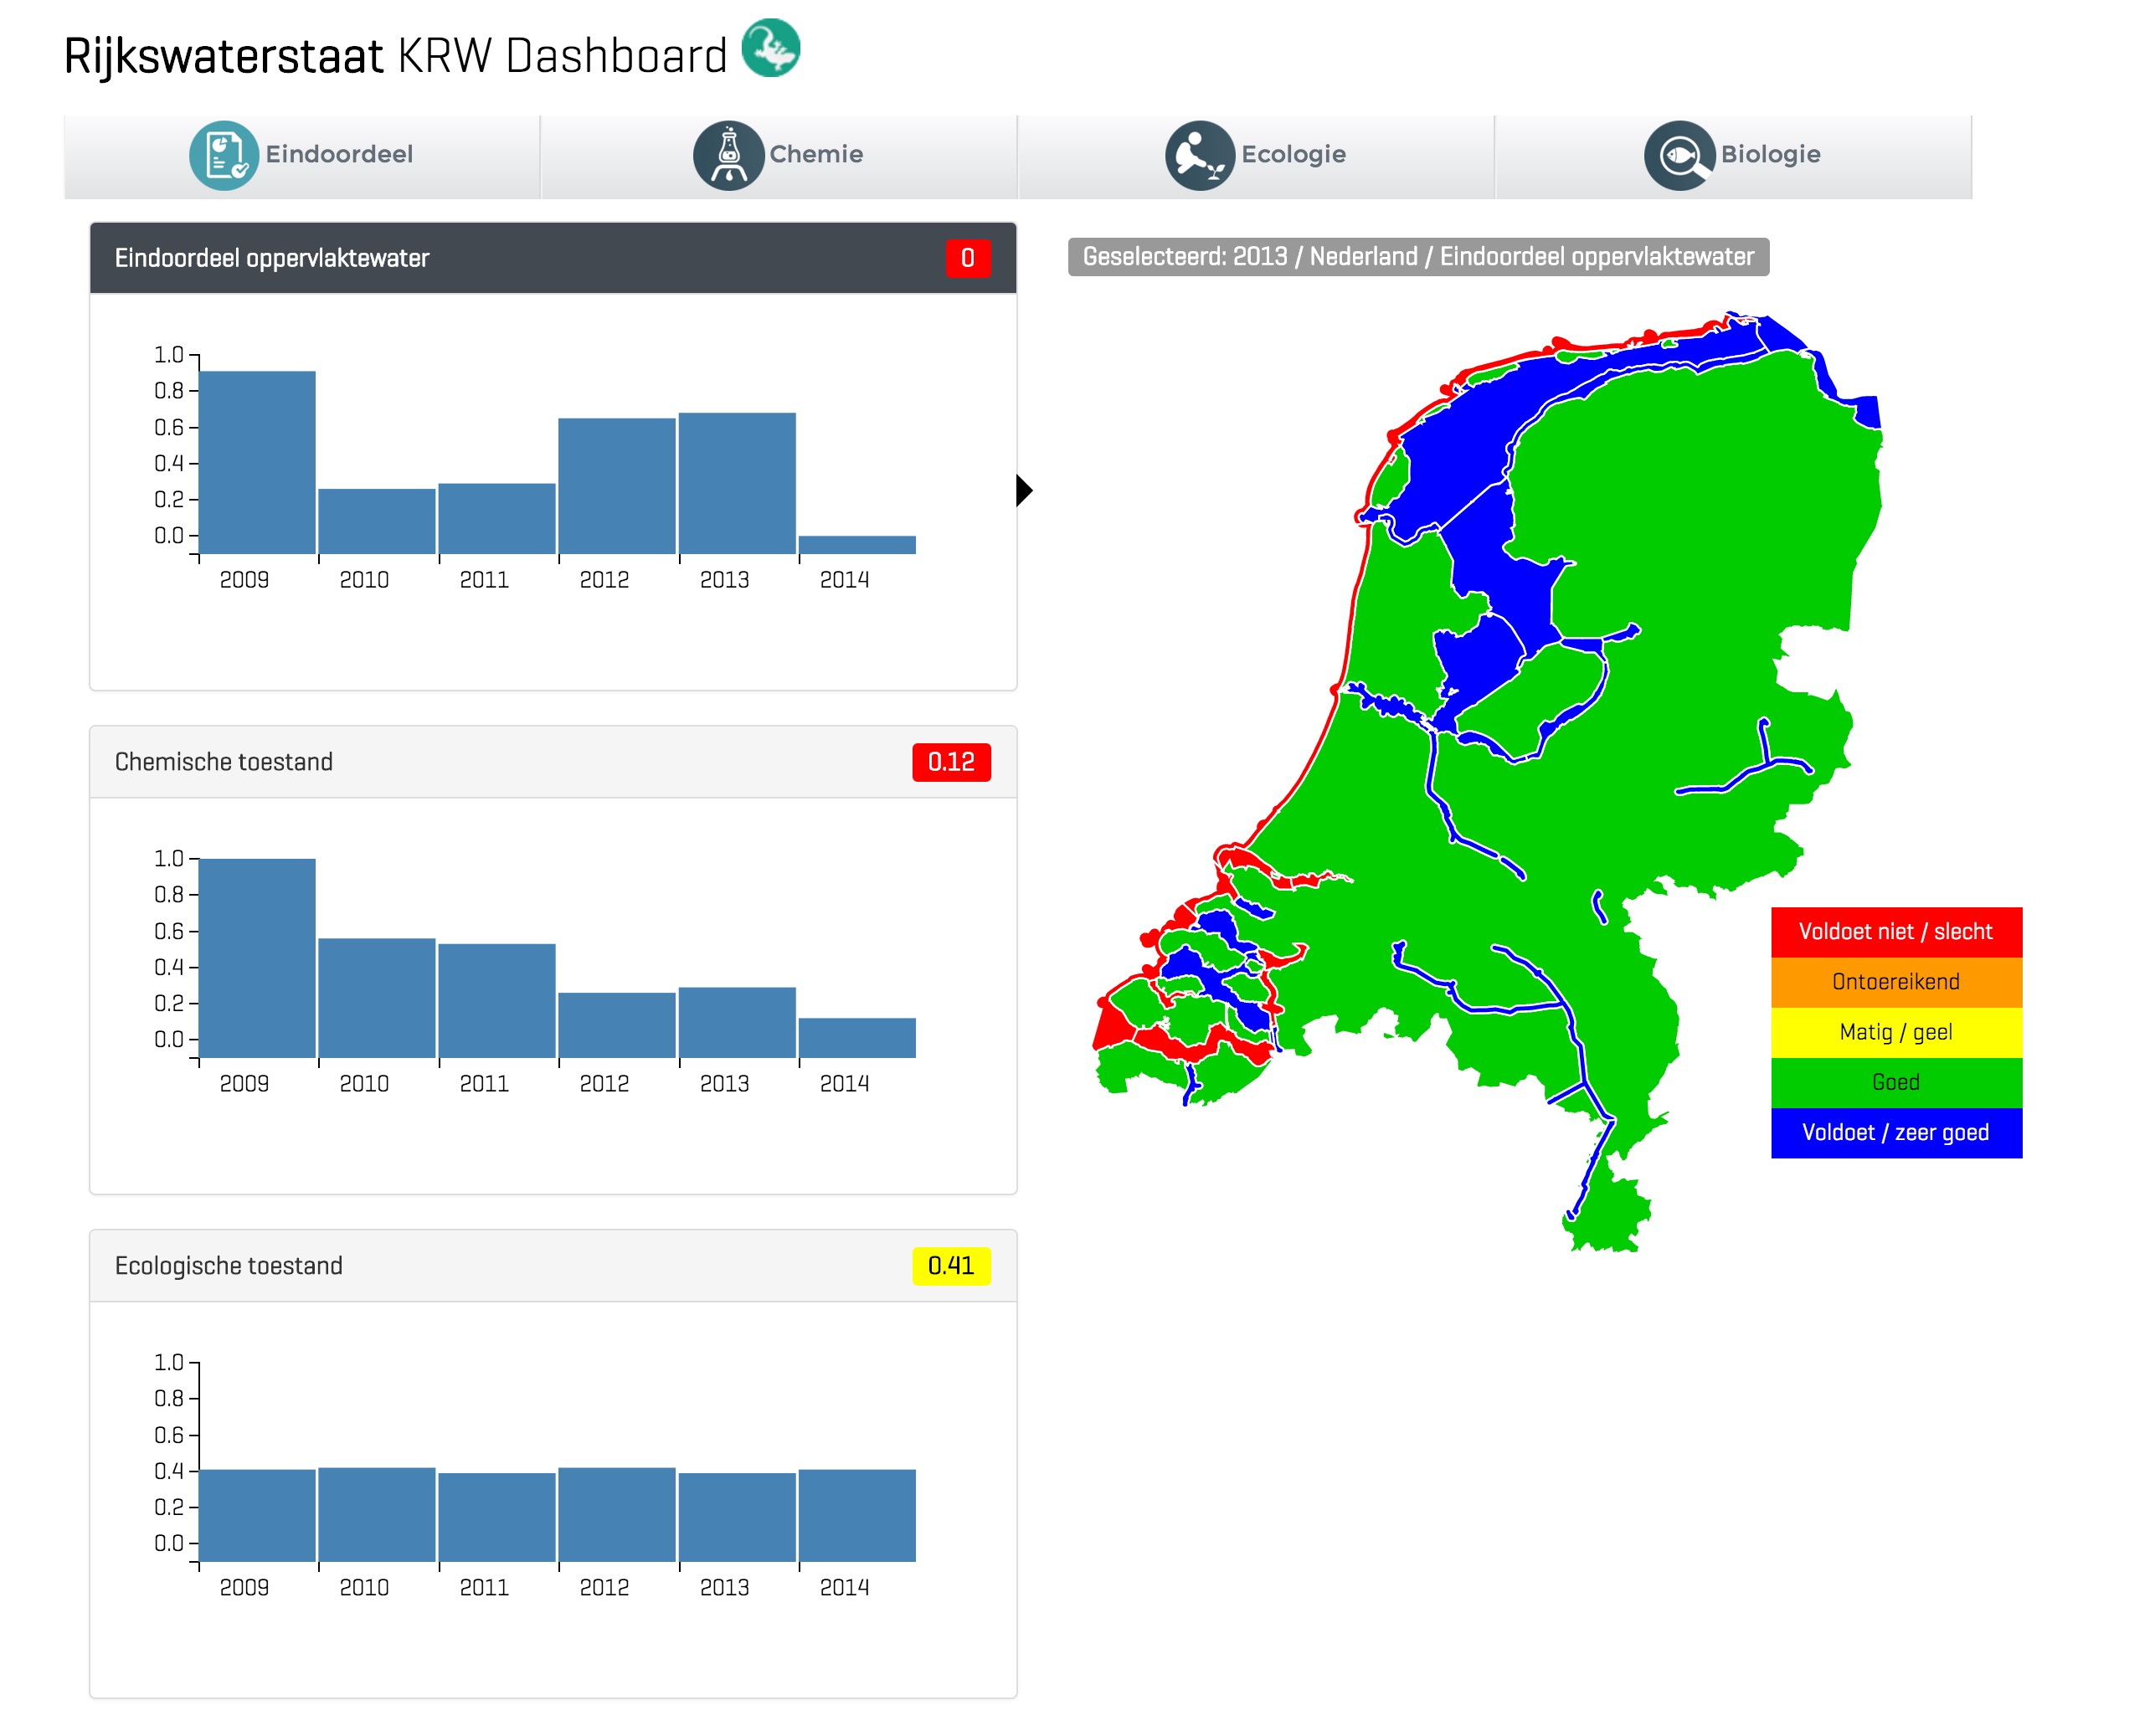 Rijkswaterstaat KRW Dashboard
Eindoordeel
Chemie
Ecologie
Biologie
Eindoordeel oppervlaktewater
0
1.0
0.8
0.6
0.4
0.2
0.0
2009 2010 2011 2012 2013 2014
Chemische toestand
0.12
1.0
0.8
0.6
0.4
0.2
0.0
2009 2010 2011 2012 2013 2014
Ecologische toestand
0.41
1.0
0.8
0.6
0.4
0.2
0.0
2009 2010 2011 2012 2013 2014
Geselecteerd: 2013 / Nederland / Eindoordeel oppervlaktewater
Voldoet niet / slecht
Ontoereikend
Matig / geel
Goed
Voldoet / zeer goed